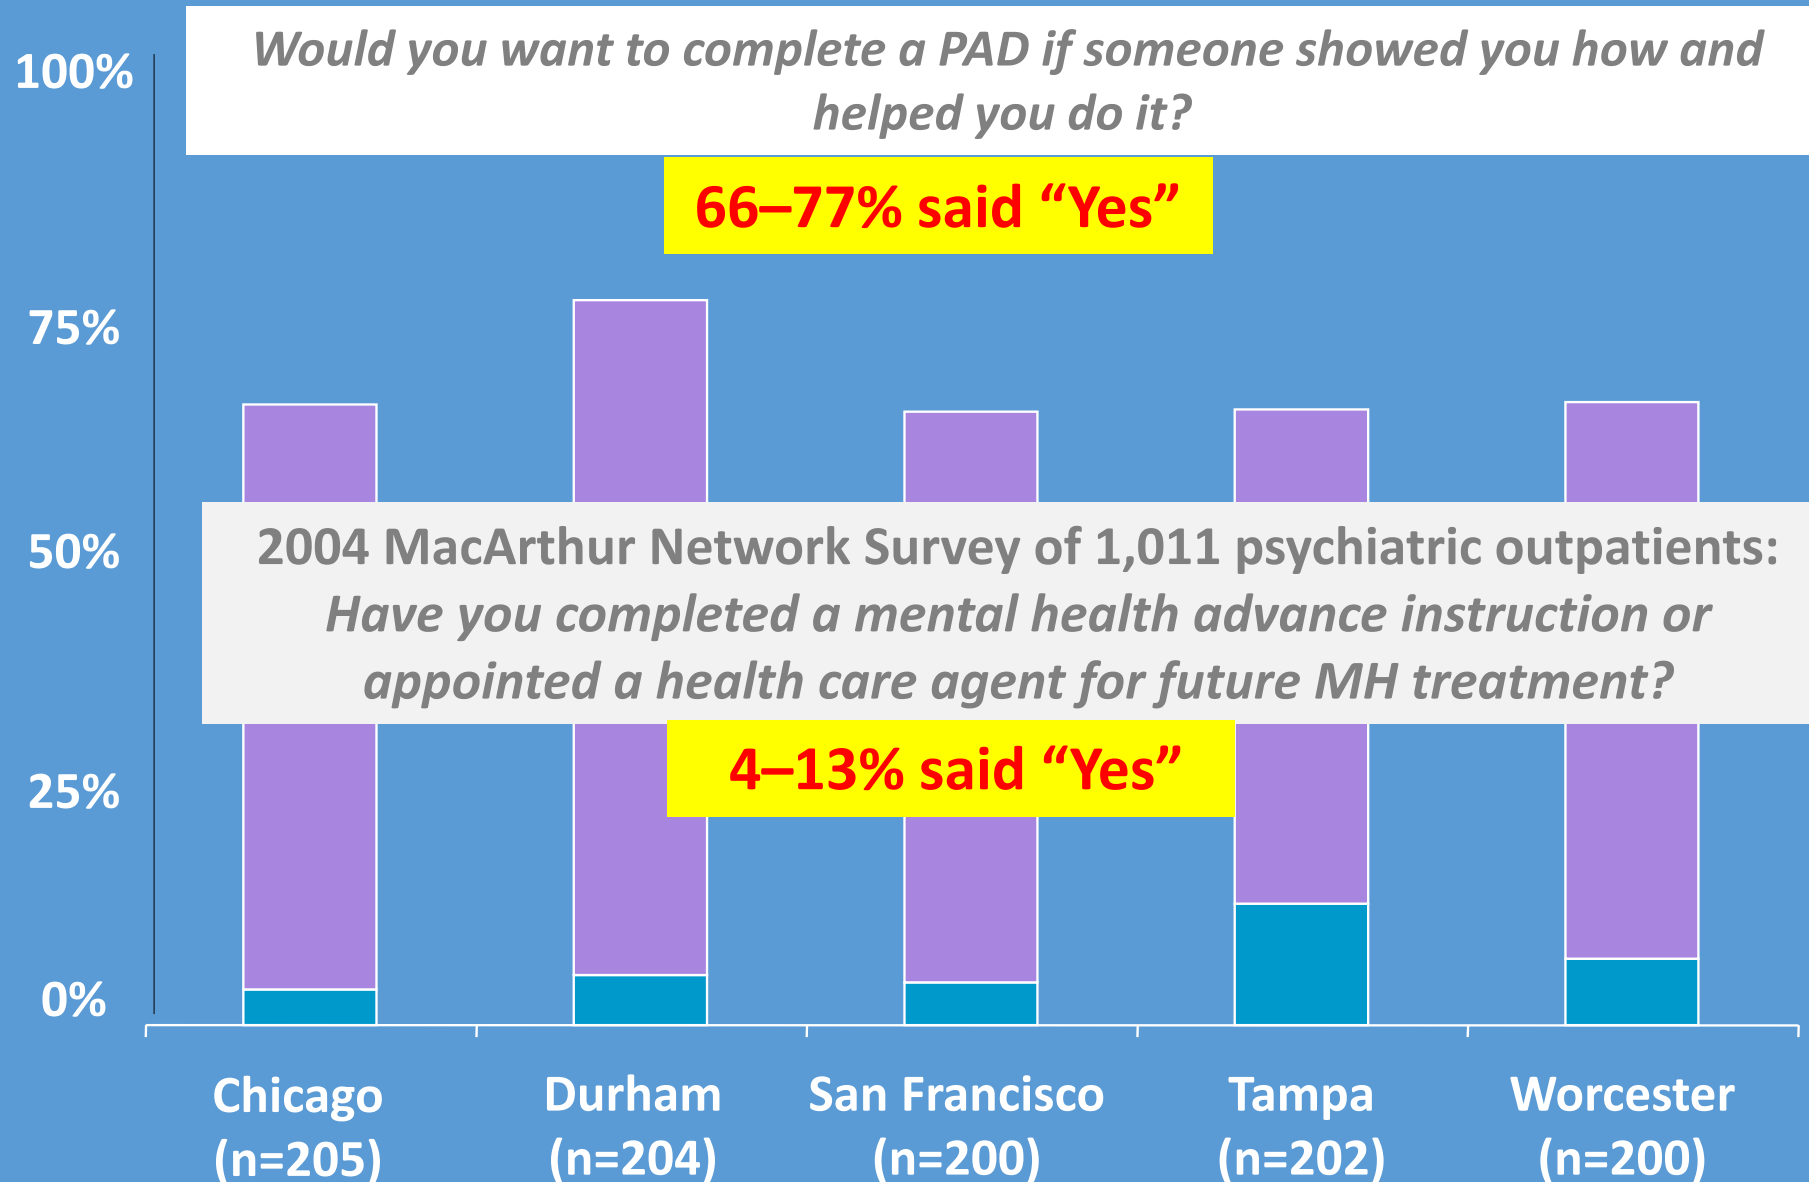 Would you want to complete a PAD if someone showed you how and
helped you do it?
100%
66–77% said “Yes”
75%
2004 MacArthur Network Survey of 1,011 psychiatric outpatients:
50%
Have you completed a mental health advance instruction or
appointed a health care agent for future MH treatment?
4–13% said “Yes”
25%
0%
Chicago
(n=205)
Durham
(n=204)
San Francisco
(n=200)
Tampa
(n=202)
Worcester
(n=200)